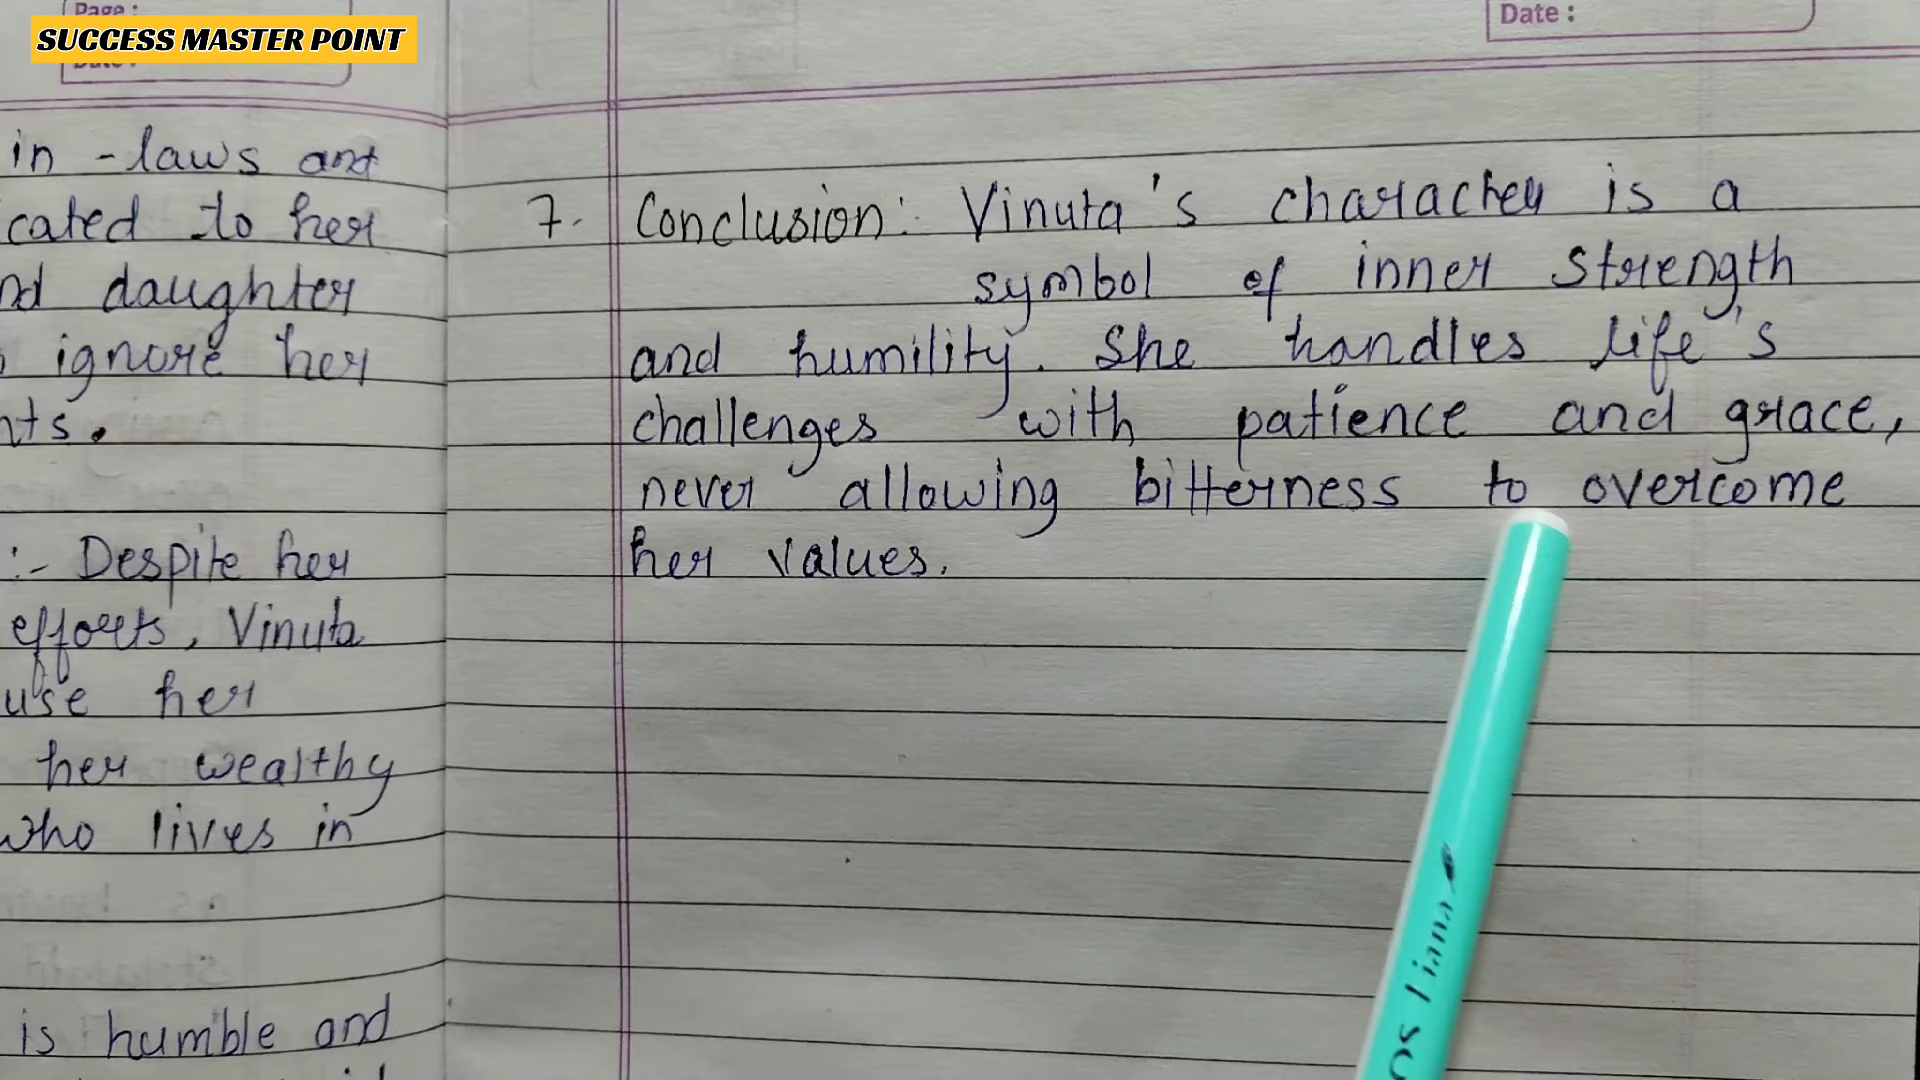 Page :
SUCCESS MASTER POINT
Date :
in - laws and
cated to her
nd daughter
ignore her
nts.
:- Despite her
efforts, Vinuta
use her
her wealthy
who lives in
is humble and
Date :
7. Conclusion: Vinuta's character is a
symbol of inner strength
and humility. She handles life's
challenges with patience and grace,
never allowing bitterness to overcome
her values.